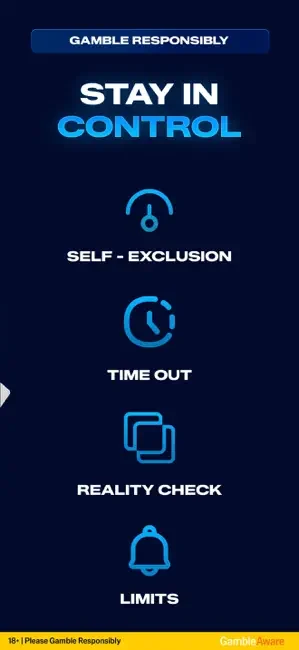 GAMBLE RESPONSIBLY
STAY IN
CONTROL
SELF - EXCLUSION
TIME OUT
REALITY CHECK
LIMITS
18+ | Please Gamble Responsibly
GambleAware